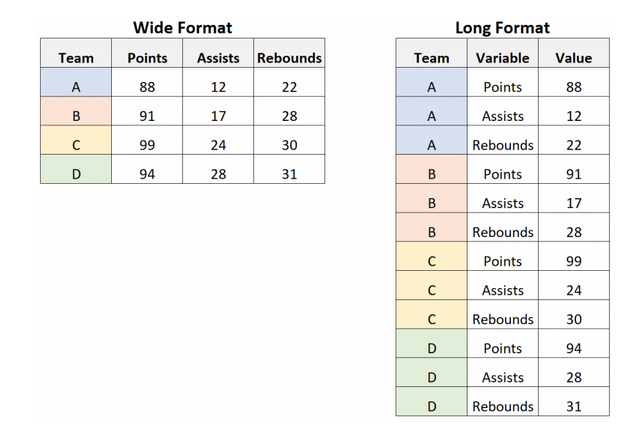 Wide Format
Team Points Assists Rebounds
A 88 12 22
B 91 17 28
C 99 24 30
D 94 28 31
Long Format
Team Variable Value
A Points 88
A Assists 12
A Rebounds 22
B Points 91
B Assists 17
B Rebounds 28
C Points 99
C Assists 24
C Rebounds 30
D Points 94
D Assists 28
D Rebounds 31